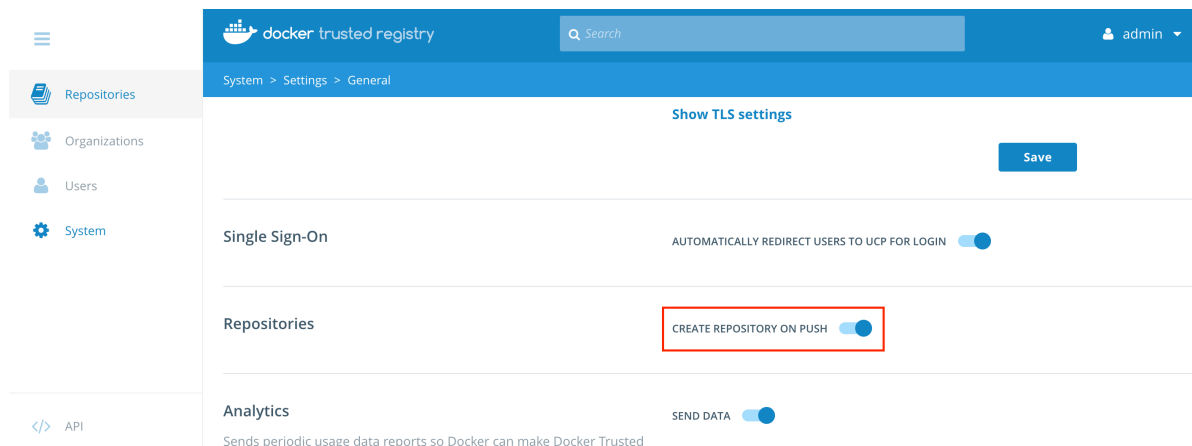 docker trusted registry
Search
admin
System > Settings > General
Repositories
Organizations
Users
System
</> API
Show TLS settings
Save
Single Sign-On
AUTOMATICALLY REDIRECT USERS TO UCP FOR LOGIN
Repositories
CREATE REPOSITORY ON PUSH
Analytics
SEND DATA
Sends periodic usage data reports so Docker can make Docker Trusted